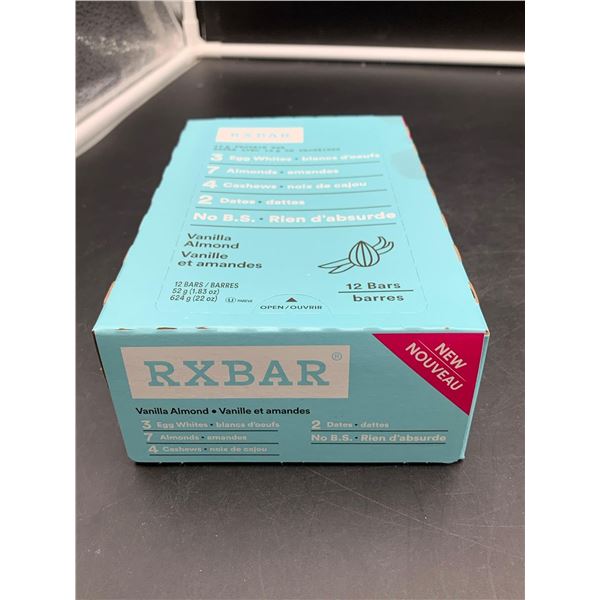 RXBAR
3 Egg Whites • blancs d'oeufs
7 Almonds • amandes
4 Cashews • noix de cajou
2 Dates • dattes
No B.S. • Rien d'absurde
Vanilla
Almond
Vanille
et amandes
12 BARS / BARRES
52 g (1.83 oz)
624 g (22 oz)
U PAREVE
OPEN/OUVRIR
12 Bars
barres
RXBAR®
NEW
NOUVEAU
Vanilla Almond • Vanille et amandes
3 Egg Whites • blancs d'oeufs
7 Almonds • amandes
4 Cashews • noix de cajou
2 Dates • dattes
No B.S. • Rien d'absurde